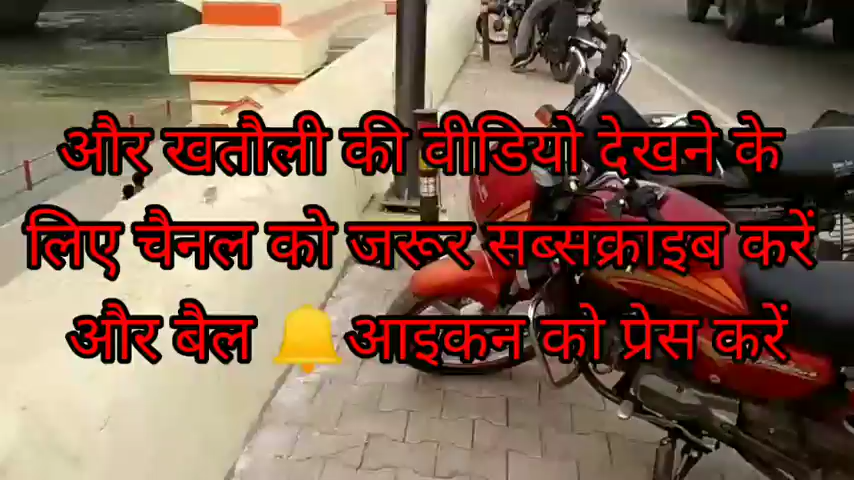 और खतौली की वीडियो देखने के
लिए चैनल को जरूर सब्सक्राइब करें
और बैल 🔔 आइकन को प्रेस करें